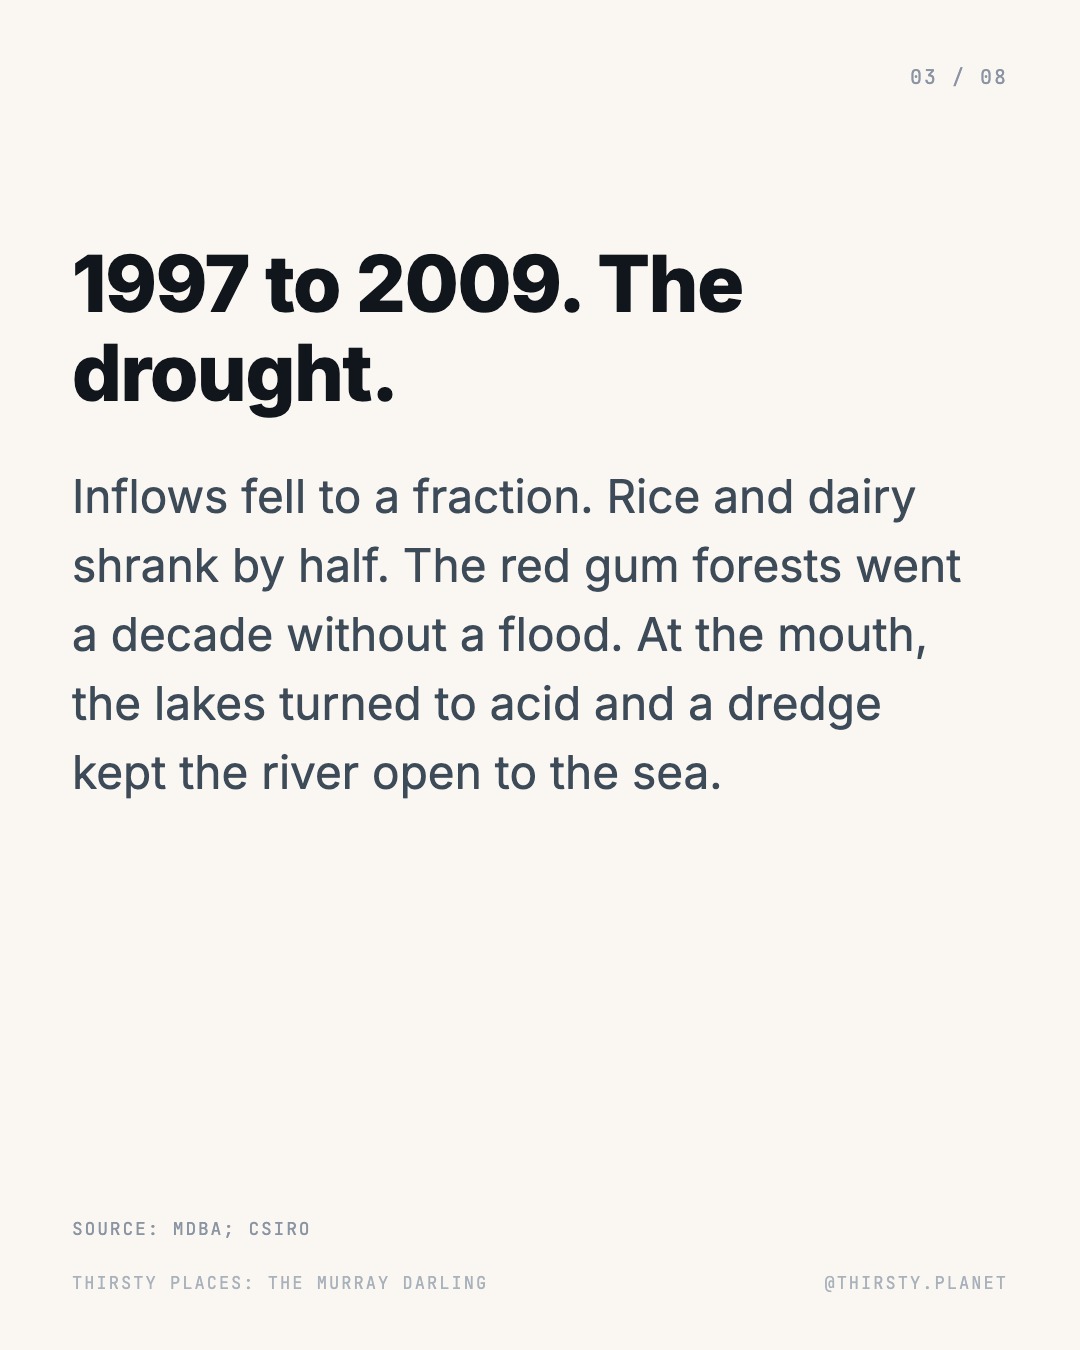 03 / 08
1997 to 2009. The
drought.
Inflows fell to a fraction. Rice and dairy
shrank by half. The red gum forests went
a decade without a flood. At the mouth,
the lakes turned to acid and a dredge
kept the river open to the sea.
SOURCE: MDBA; CSIRO
THIRSTY PLACES: THE MURRAY DARLING
@THIRSTY.PLANET